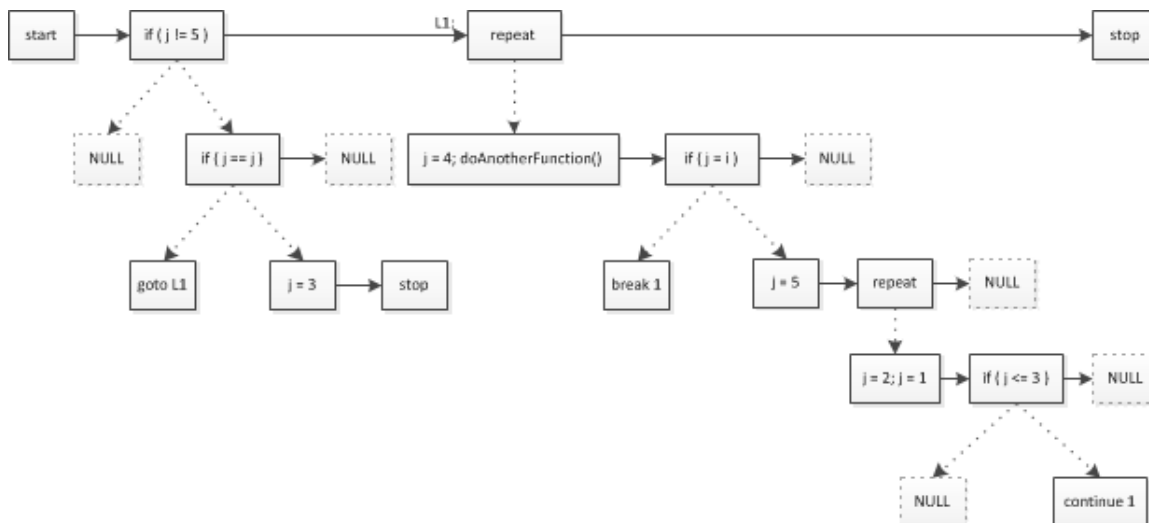 L1:
start
if ( j != 5 )
repeat
stop
NULL
if ( j == j )
NULL
j = 4; doAnotherFunction()
if ( j = i )
NULL
goto L1
j = 3
stop
break 1
j = 5
repeat
NULL
j = 2; j = 1
if ( j <= 3 )
NULL
NULL
continue 1